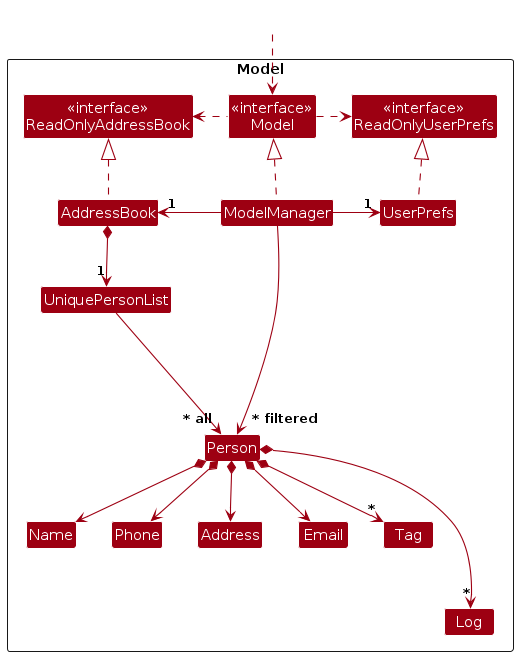 Model
«interface»
ReadOnlyAddressBook
«interface»
Model
«interface»
ReadOnlyUserPrefs
AddressBook
1
ModelManager
1
UserPrefs
1
UniquePersonList
* all
* filtered
Person
*
Name
Phone
Address
Email
Tag
*
Log